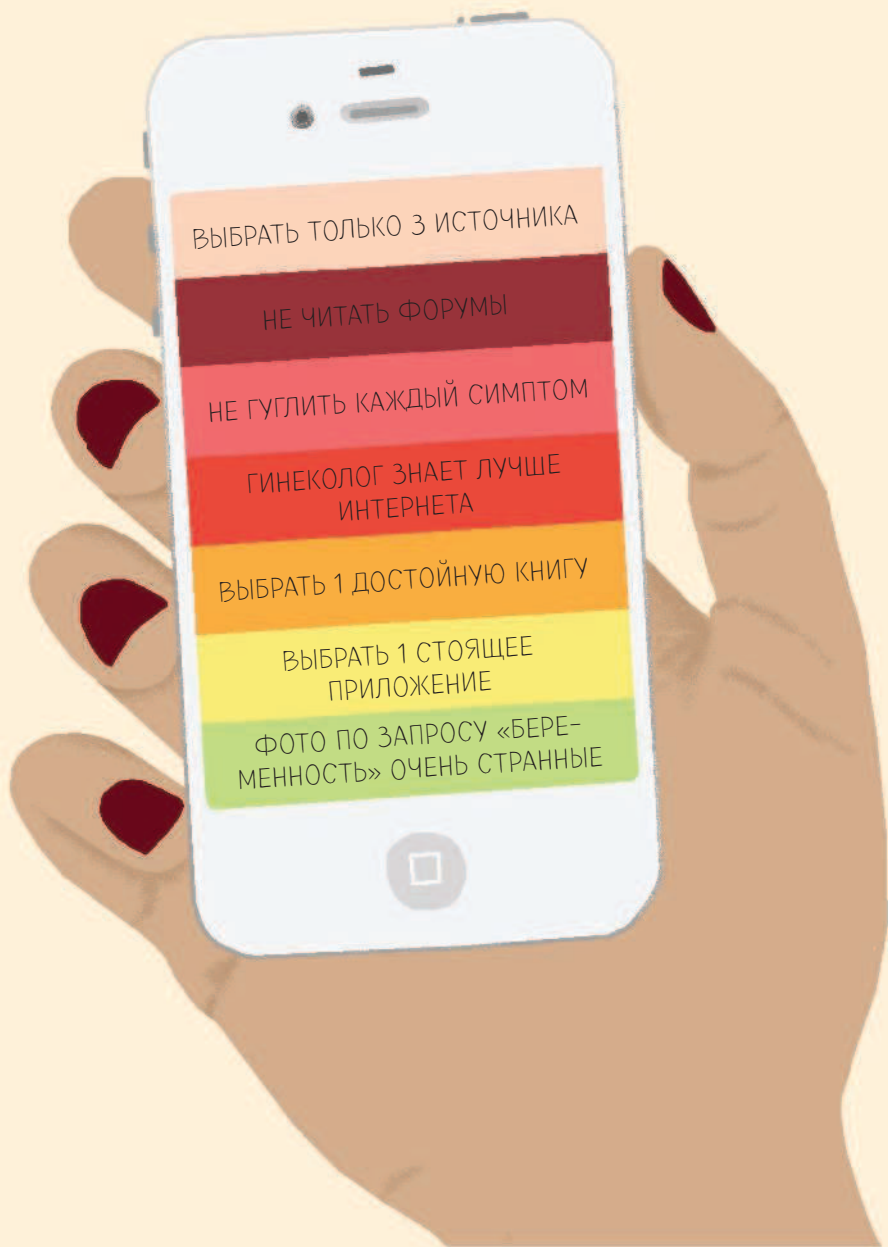 ВЫБРАТЬ ТОЛЬКО 3 ИСТОЧНИКА
НЕ ЧИТАТЬ ФОРУМЫ
НЕ ГУГЛИТЬ КАЖДЫЙ СИМПТОМ
ГИНЕКОЛОГ ЗНАЕТ ЛУЧШЕ
ИНТЕРНЕТА
ВЫБРАТЬ 1 ДОСТОЙНУЮ КНИГУ
ВЫБРАТЬ 1 СТОЯЩЕЕ
ПРИЛОЖЕНИЕ
ФОТО ПО ЗАПРОСУ «БЕРЕ-
МЕННОСТЬ» ОЧЕНЬ СТРАННЫЕ